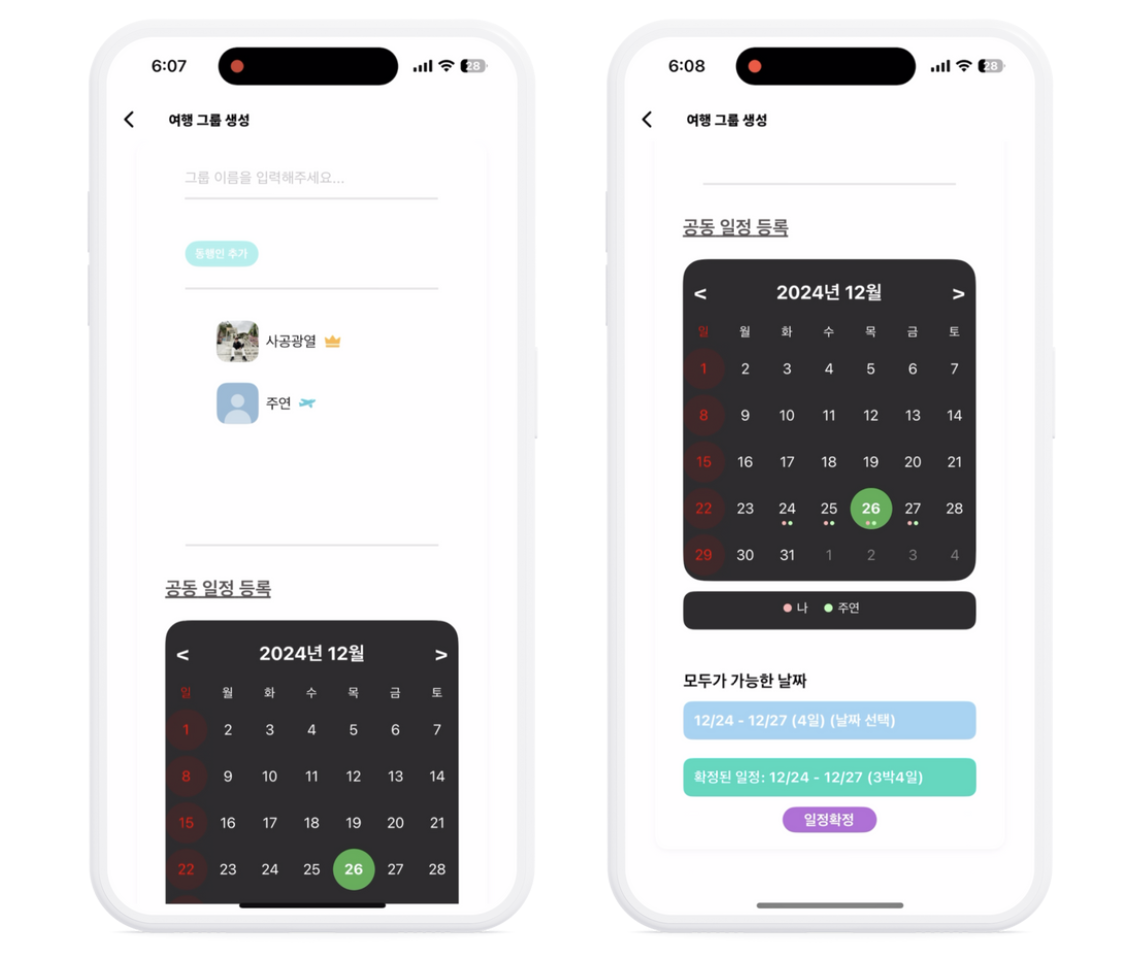 6:07
28
여행 그룹 생성
그룹 이름을 입력해주세요...
동행인 추가
사공광열
주연
공동 일정 등록
< 2024년 12월 >
일 월 화 수 목 금 토
1 2 3 4 5 6 7
8 9 10 11 12 13 14
15 16 17 18 19 20 21
22 23 24 25 26 27 28
6:08
28
여행 그룹 생성
공동 일정 등록
< 2024년 12월 >
일 월 화 수 목 금 토
1 2 3 4 5 6 7
8 9 10 11 12 13 14
15 16 17 18 19 20 21
22 23 24 25 26 27 28
29 30 31 1 2 3 4
나 주연
모두가 가능한 날짜
12/24 - 12/27 (4일) (날짜 선택)
확정된 일정: 12/24 - 12/27 (3박4일)
일정확정